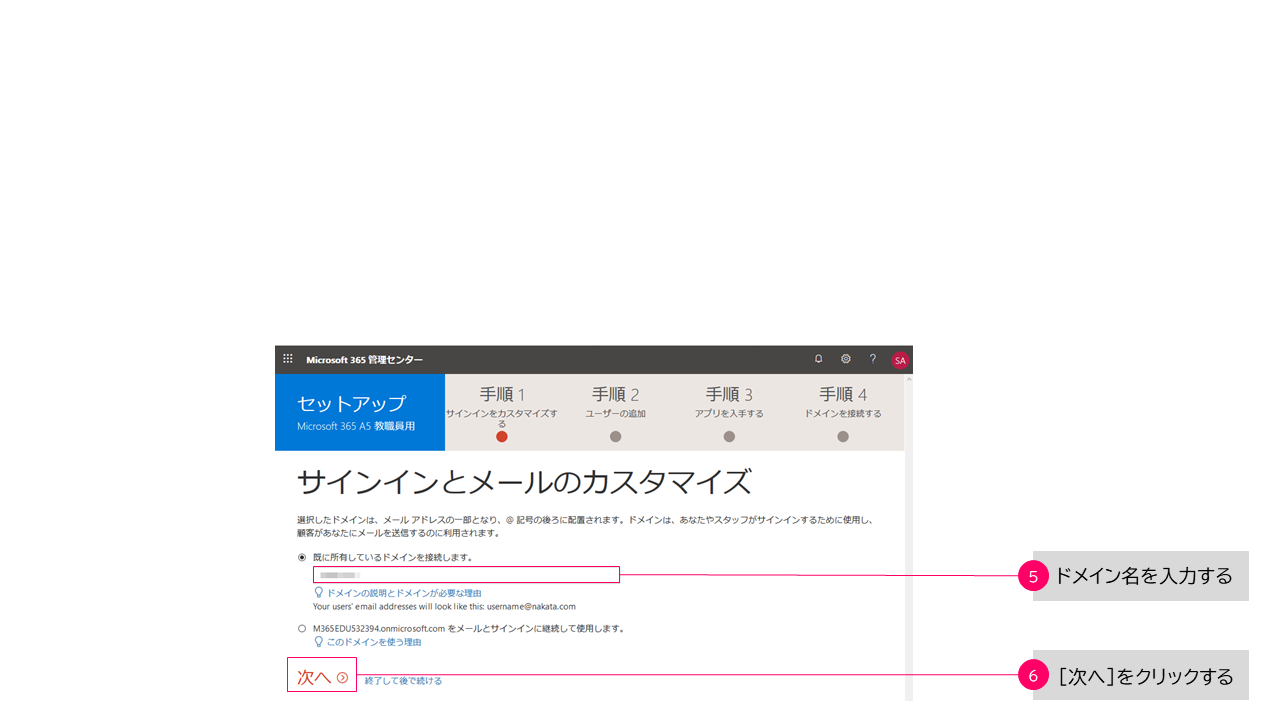 Microsoft 365 管理センター
?
SA
セットアップ
Microsoft 365 A5 教職員用
手順 1
サインインをカスタマイズす
る
手順 2
ユーザーの追加
手順 3
アプリを入手する
手順 4
ドメインを接続する
サインインとメールのカスタマイズ
選択したドメインは、メール アドレスの一部となり、@ 記号の後ろに配置されます。ドメインは、あなたやスタッフがサインインするために使用し、
顧客があなたにメールを送信するのに利用されます。
既に所有しているドメインを接続します。
5 ドメイン名を入力する
ドメインの説明とドメインが必要な理由
Your users' email addresses will look like this: username@nakata.com
M365EDU532394.onmicrosoft.com をメールとサインインに継続して使用します。
このドメインを使う理由
次へ
終了して後で続ける
6 [次へ]をクリックする